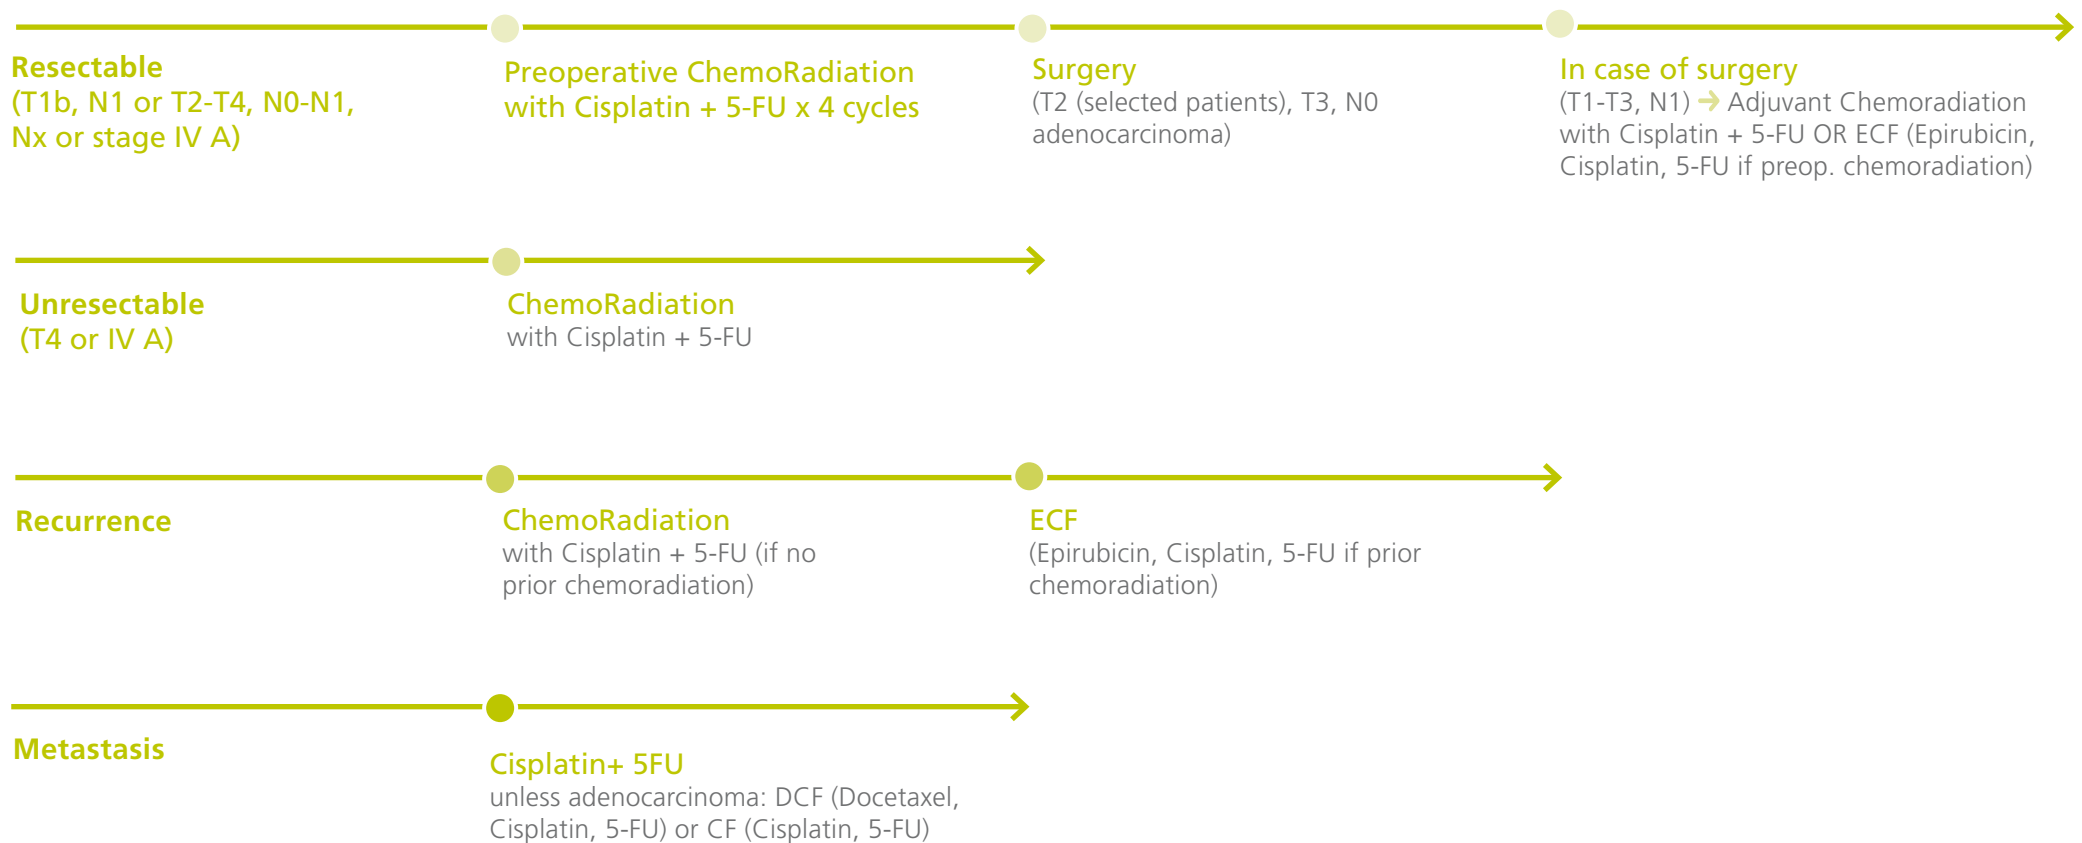 Resectable
(T1b, N1 or T2-T4, N0-N1,
Nx or stage IV A)
Preoperative ChemoRadiation
with Cisplatin + 5-FU x 4 cycles
Surgery
(T2 (selected patients), T3, N0
adenocarcinoma)
In case of surgery
(T1-T3, N1) → Adjuvant Chemoradiation
with Cisplatin + 5-FU OR ECF (Epirubicin,
Cisplatin, 5-FU if preop. chemoradiation)
Unresectable
(T4 or IV A)
ChemoRadiation
with Cisplatin + 5-FU
Recurrence
ChemoRadiation
with Cisplatin + 5-FU (if no
prior chemoradiation)
ECF
(Epirubicin, Cisplatin, 5-FU if prior
chemoradiation)
Metastasis
Cisplatin+ 5FU
unless adenocarcinoma: DCF (Docetaxel,
Cisplatin, 5-FU) or CF (Cisplatin, 5-FU)